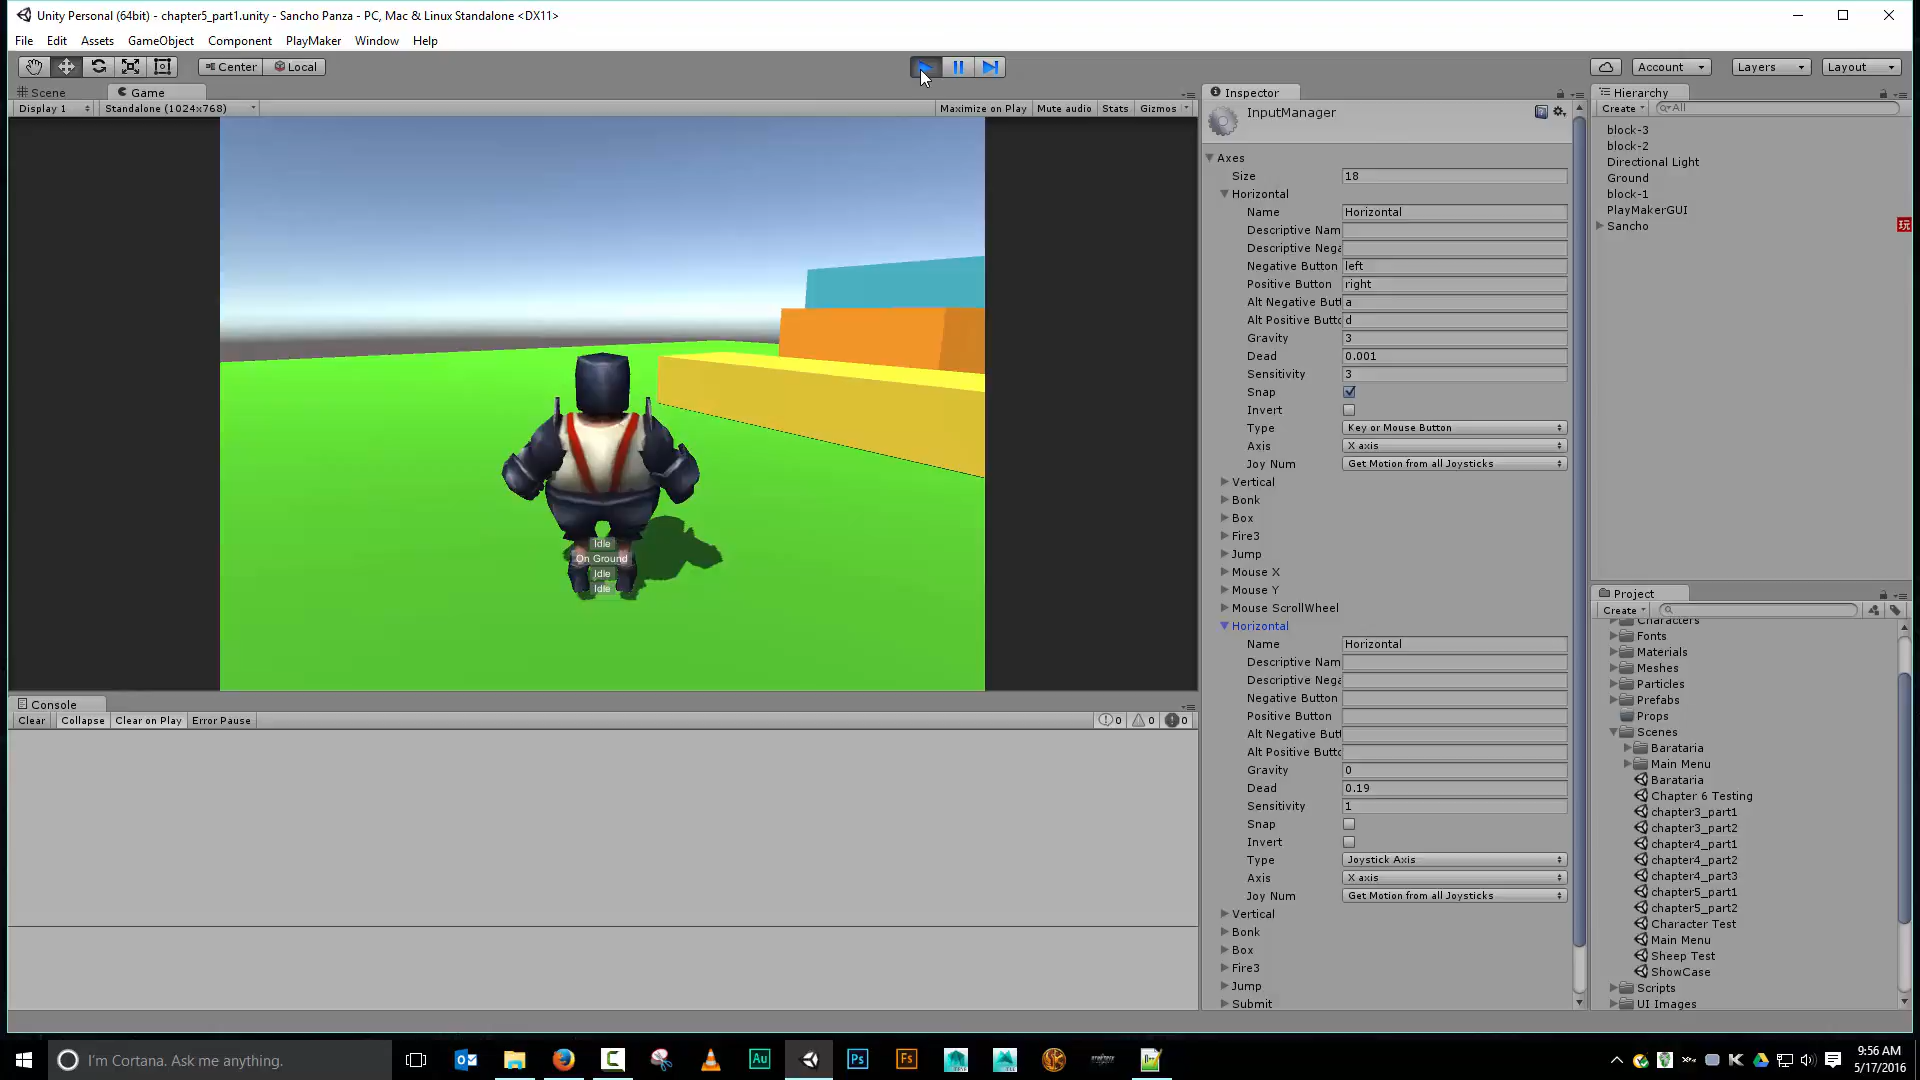 Unity Personal (64bit) - chapter5_part1.unity - Sancho Panza - PC, Mac & Linux Standalone <DX11>
File Edit Assets GameObject Component PlayMaker Window Help
Center Local Account Layers Layout
Scene Game
Display 1 Standalone (1024x768) Maximize on Play Mute audio Stats Gizmos
Idle
On Ground
Idle
Idle
Console
Clear Collapse Clear on Play Error Pause 0 0 0
Inspector
InputManager
Axes
Size 18
Horizontal
Name Horizontal
Descriptive Nam
Descriptive Nega
Negative Button left
Positive Button right
Alt Negative But a
Alt Positive Butto d
Gravity 3
Dead 0.001
Sensitivity 3
Snap
Invert
Type Key or Mouse Button
Axis X axis
Joy Num Get Motion from all Joysticks
Vertical
Bonk
Box
Fire3
Jump
Mouse X
Mouse Y
Mouse ScrollWheel
Horizontal
Name Horizontal
Descriptive Nam
Descriptive Nega
Negative Button
Positive Button
Alt Negative But
Alt Positive Butto
Gravity 0
Dead 0.19
Sensitivity 1
Snap
Invert
Type Joystick Axis
Axis X axis
Joy Num Get Motion from all Joysticks
Vertical
Bonk
Box
Fire3
Jump
Submit
Hierarchy
Create All
block-3
block-2
Directional Light
Ground
block-1
PlayMakerGUI
Sancho 玩
Project
Create
Characters
Fonts
Materials
Meshes
Particles
Prefabs
Props
Scenes
Barataria
Main Menu
Barataria
Chapter 6 Testing
chapter3_part1
chapter3_part2
chapter4_part1
chapter4_part2
chapter4_part3
chapter5_part1
chapter5_part2
Character Test
Main Menu
Sheep Test
ShowCase
Scripts
UI Images
I'm Cortana. Ask me anything.
Au Ps Fs
9:56 AM
5/17/2016